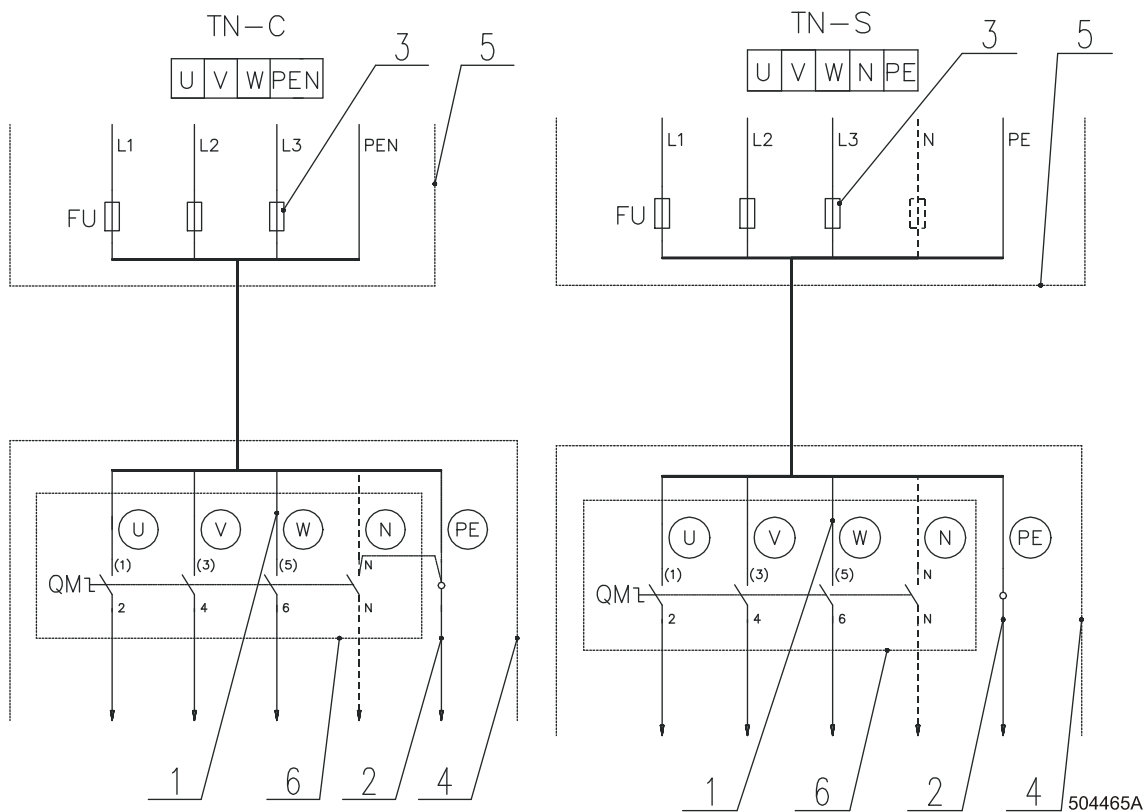 TN-C
U V W PEN
3
5
L1 L2 L3 PEN
FU
U V W N PE
(1) (3) (5) N
QM
2 4 6 N
1 6 2 4
TN-S
U V W N PE
3
5
L1 L2 L3 N PE
FU
U V W N PE
(1) (3) (5) N
QM
2 4 6 N
1 6 2 4
504465A